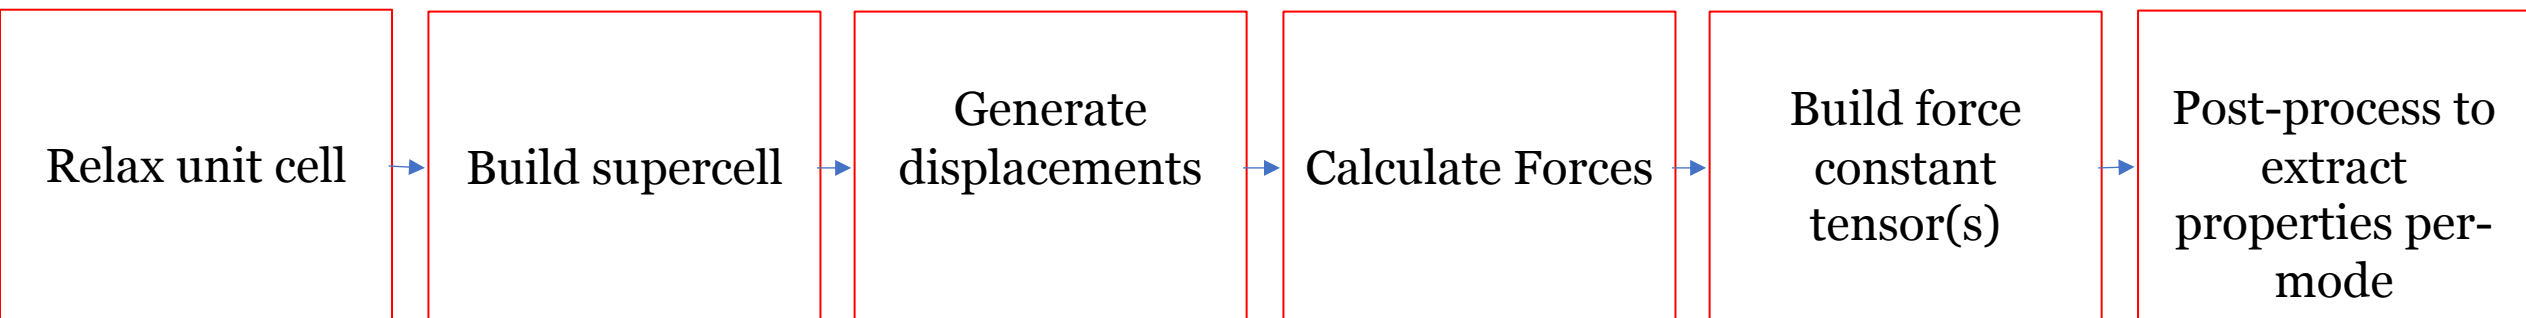 Relax unit cell
Build supercell
Generate
displacements
Calculate Forces
Build force
constant
tensor(s)
Post-process to
extract
properties per-
mode